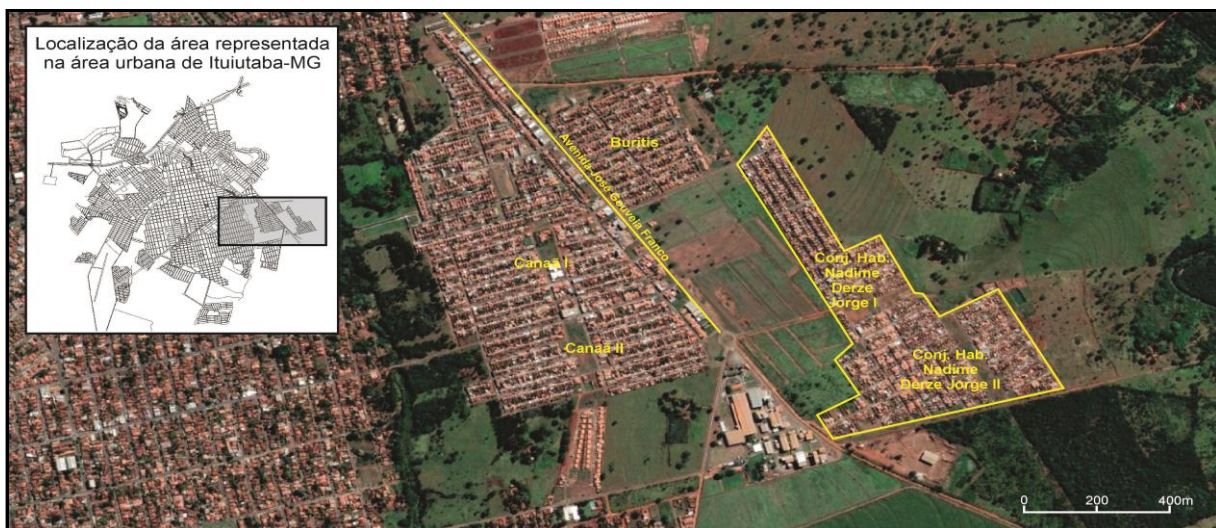 Localização da área representada
na área urbana de Ituiutaba-MG
Avenida José Gouveia Franco
Buritis
Canaã I
Canaã II
Conj. Hab.
Nadime
Derze
Jorge I
Conj. Hab.
Nadime
Derze Jorge II
0 200 400m